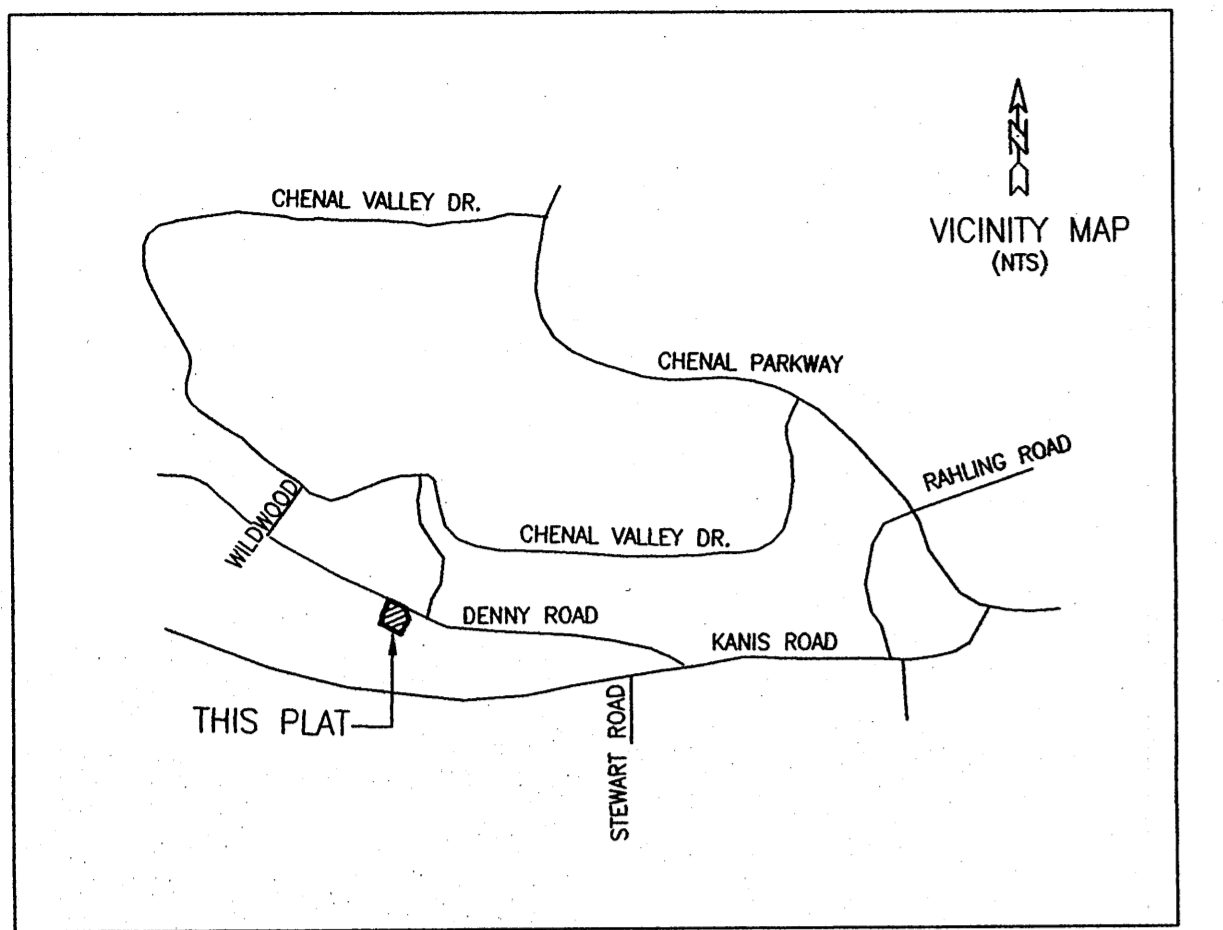 CHENAL VALLEY DR.
N
VICINITY MAP
(NTS)
CHENAL PARKWAY
RAHLING ROAD
WILDWOOD
CHENAL VALLEY DR.
DENNY ROAD
KANIS ROAD
THIS PLAT
STEWART ROAD